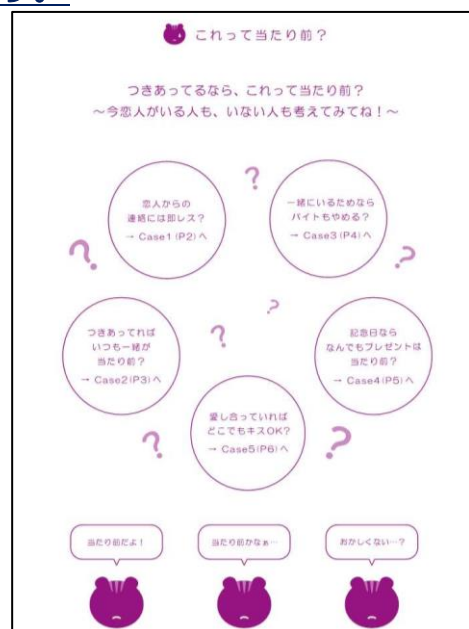 これって当たり前？
つきあってるなら、これって当たり前？
～今恋人がいる人も、いない人も考えてみてね！～
恋人からの
連絡には即レス？
→ Case1(P2)へ
一緒にいるためなら
バイトもやめる？
→ Case3(P4)へ
つきあってれば
いつも一緒が
当たり前？
→ Case2(P3)へ
記念日なら
なんでもプレゼントは
当たり前？
→ Case4(P5)へ
愛し合っていれば
どこでもキスOK？
→ Case5(P6)へ
当たり前だよ！
当たり前かなぁ…
おかしくない…？